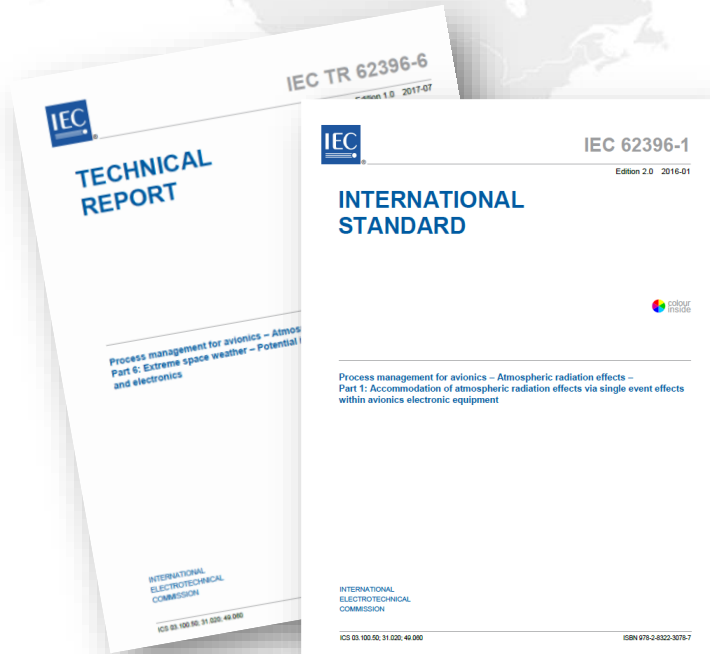 IEC TR 62396-6
Edition 1.0 2017-07
IEC
®
TECHNICAL
REPORT
Process management for avionics – Atmos
Part 6: Extreme space weather – Potential
and electronics
INTERNATIONAL
ELECTROTECHNICAL
COMMISSION
ICS 03.100.50; 31.020; 49.060
IEC
®
IEC 62396-1
Edition 2.0 2016-01
INTERNATIONAL
STANDARD
colour
inside
Process management for avionics – Atmospheric radiation effects –
Part 1: Accommodation of atmospheric radiation effects via single event effects
within avionics electronic equipment
INTERNATIONAL
ELECTROTECHNICAL
COMMISSION
ICS 03.100.50; 31.020; 49.060
ISBN 978-2-8322-3078-7